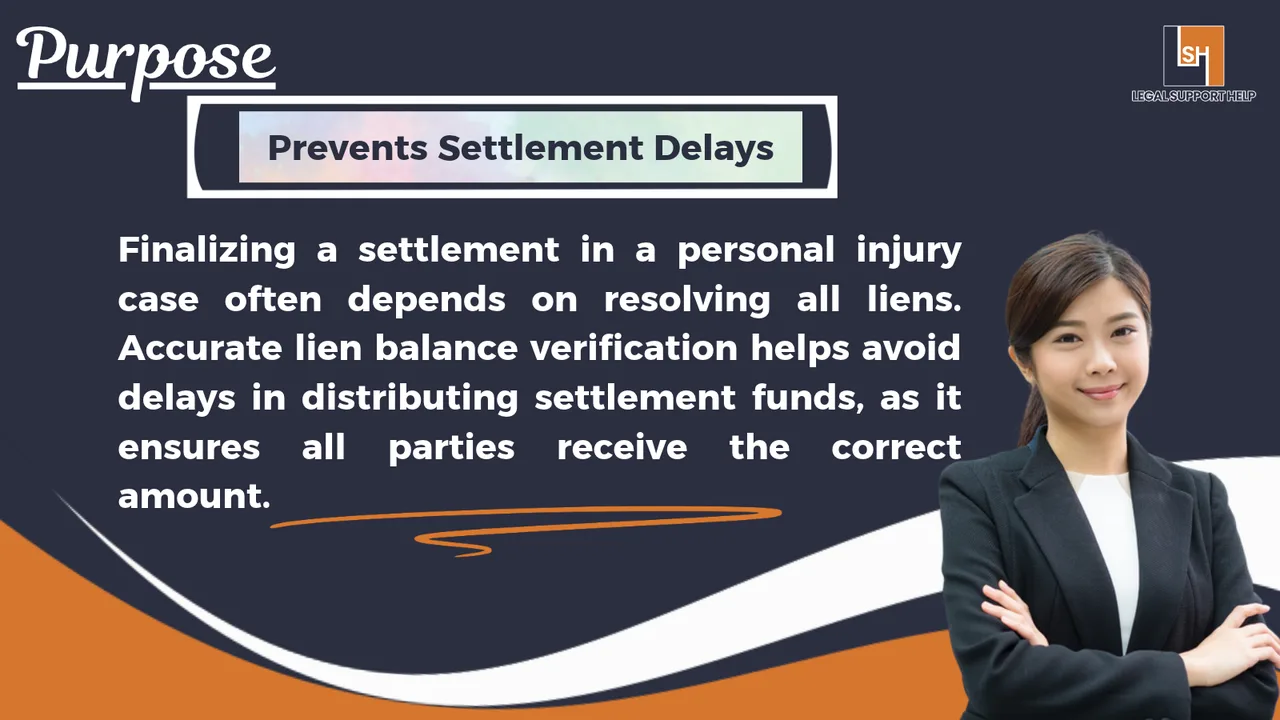 Purpose
SH
LEGAL SUPPORT HELP
Prevents Settlement Delays
Finalizing a settlement in a personal injury
case often depends on resolving all liens.
Accurate lien balance verification helps avoid
delays in distributing settlement funds, as it
ensures all parties receive the correct
amount.